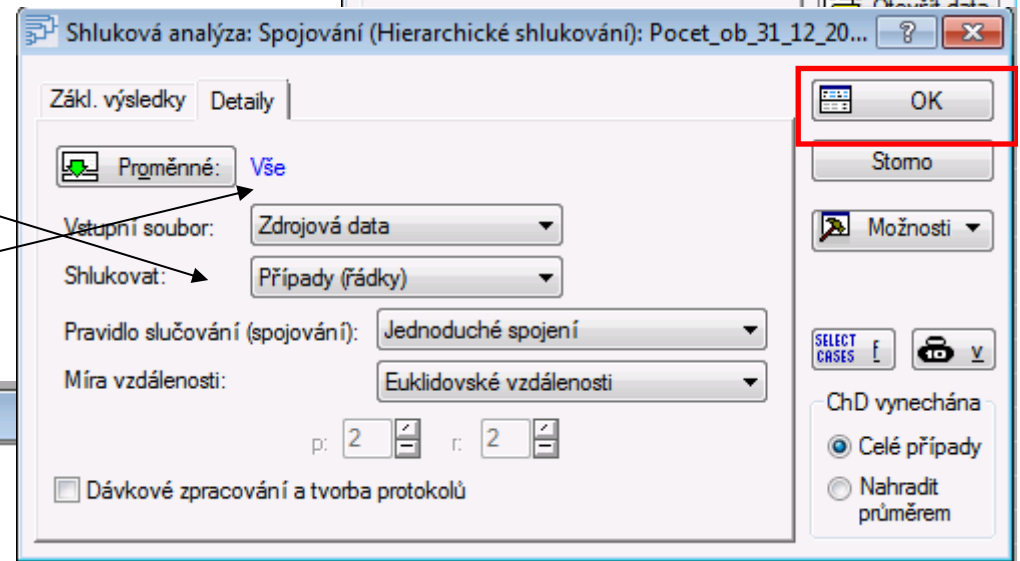 Otevřít data
Shluková analýza: Spojování (Hierarchické shlukování): Pocet_ob_31_12_20...
Zákl. výsledky Detaily
OK
Proměnné: Vše
Storno
Vstupní soubor: Zdrojová data
Možnosti
Shlukovat: Případy (řádky)
Pravidlo slučování (spojování): Jednoduché spojení
SELECT CASES f v
Míra vzdálenosti: Euklidovské vzdálenosti
ChD vynechána
p: 2 r: 2
Celé případy
Dávkové zpracování a tvorba protokolů
Nahradit
průměrem